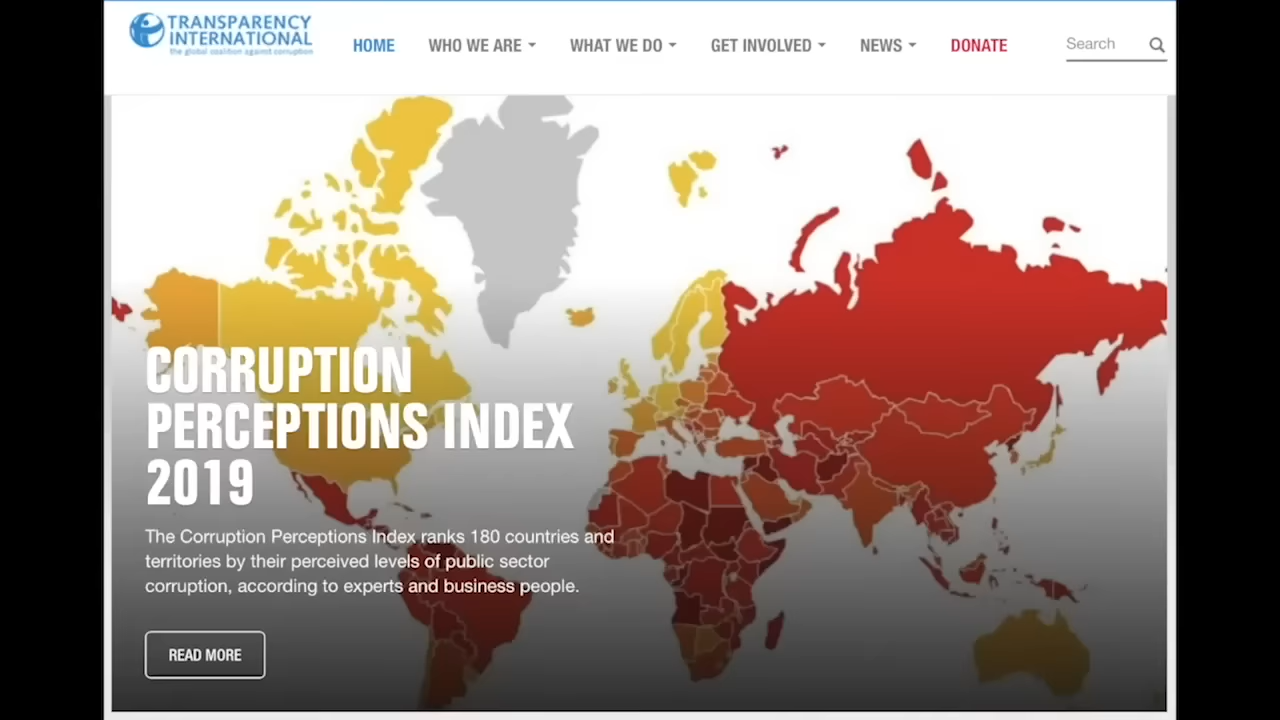 TRANSPARENCY
INTERNATIONAL
the global coalition against corruption
HOME WHO WE ARE WHAT WE DO GET INVOLVED NEWS DONATE Search
CORRUPTION
PERCEPTIONS INDEX
2019
The Corruption Perceptions Index ranks 180 countries and
territories by their perceived levels of public sector
corruption, according to experts and business people.
READ MORE